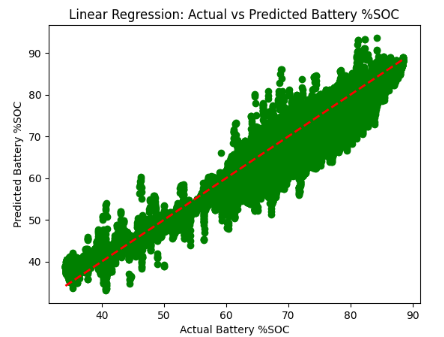 Linear Regression: Actual vs Predicted Battery %SOC
Predicted Battery %SOC
90
80
70
60
50
40
40 50 60 70 80 90
Actual Battery %SOC